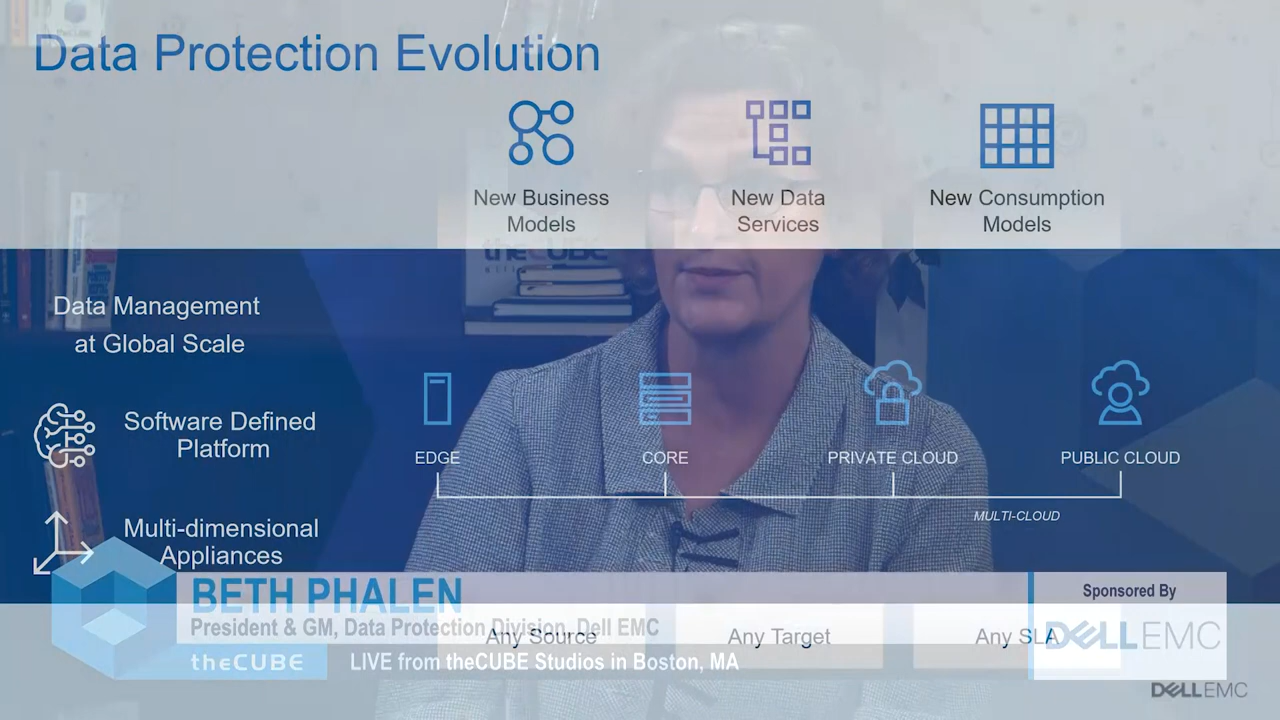 Data Protection Evolution
New Business
Models
New Data
Services
New Consumption
Models
theCUBE
Data Management
at Global Scale
Software Defined
Platform
Multi-dimensional
Appliances
EDGE
CORE
PRIVATE CLOUD
PUBLIC CLOUD
MULTI-CLOUD
BETH PHALEN
President & GM, Data Protection Division, Dell EMC
theCUBE
LIVE from theCUBE Studios in Boston, MA
Sponsored By
DELLEMC
Any Source
Any Target
Any SLA
DELLEMC